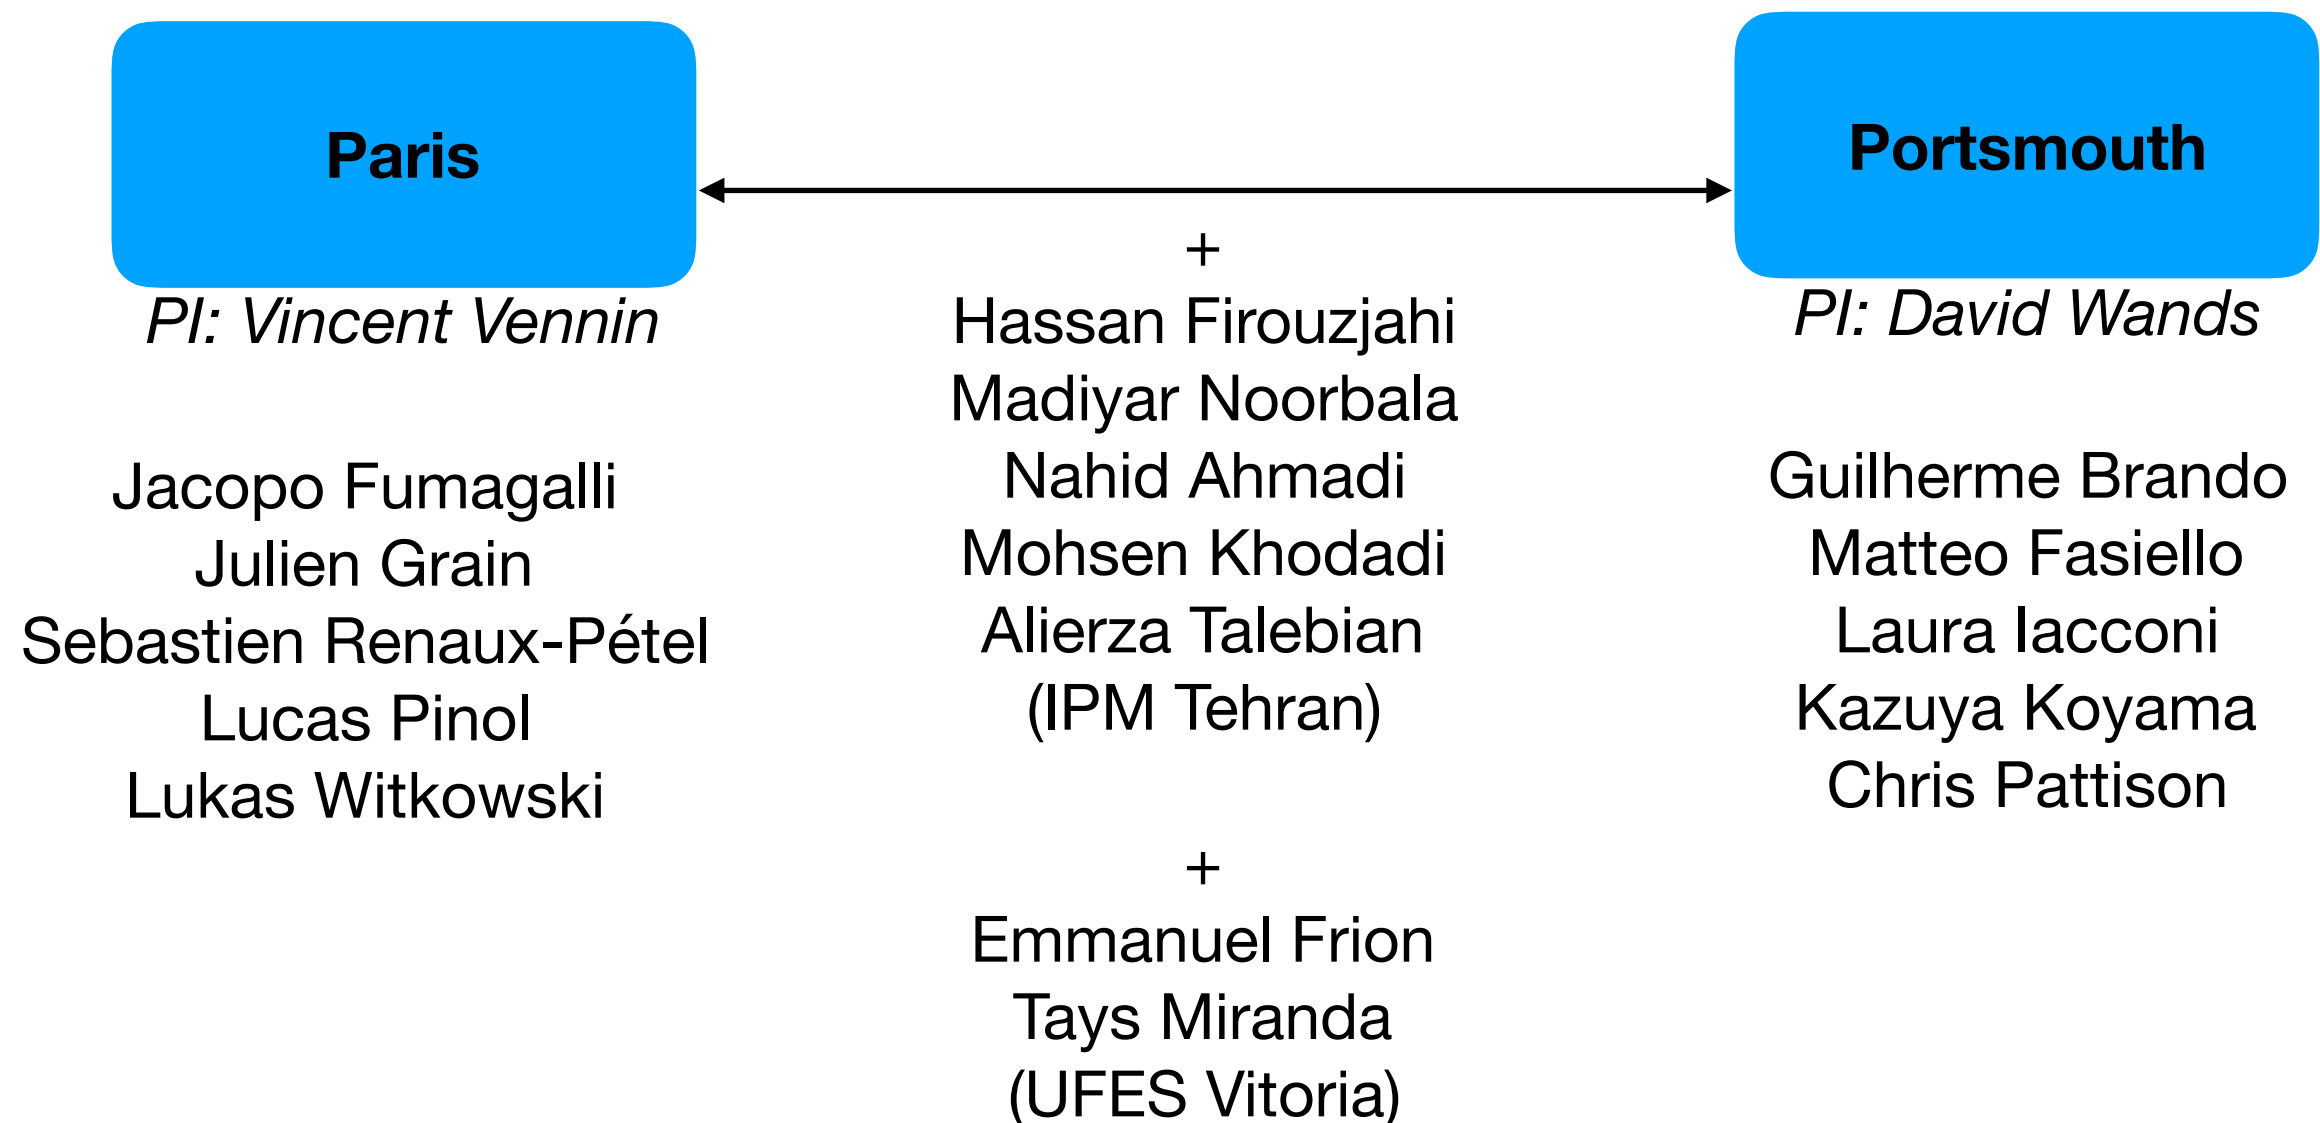 Paris
PI: Vincent Vennin
Jacopo Fumagalli
Julien Grain
Sebastien Renaux-Pétel
Lucas Pinol
Lukas Witkowski
+
Hassan Firouzjahi
Madiyar Noorbala
Nahid Ahmadi
Mohsen Khodadi
Alierza Talebian
(IPM Tehran)
+
Emmanuel Frion
Tays Miranda
(UFES Vitoria)
Portsmouth
PI: David Wands
Guilherme Brando
Matteo Fasiello
Laura Iacconi
Kazuya Koyama
Chris Pattison